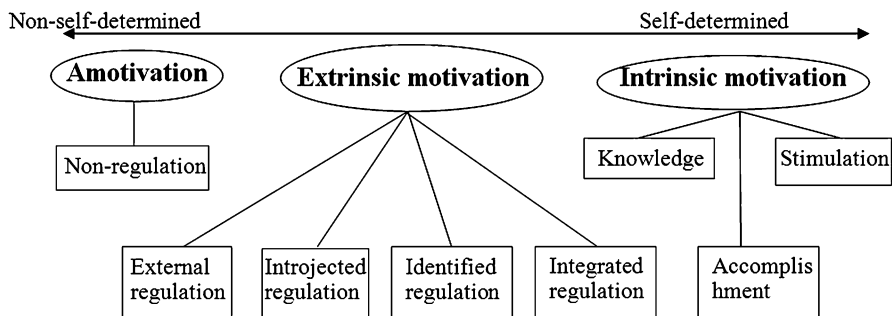 Non-self-determined
Self-determined
Amotivation
Extrinsic motivation
Intrinsic motivation
Non-regulation
Knowledge
Stimulation
External
regulation
Introjected
regulation
Identified
regulation
Integrated
regulation
Accomplis
hment